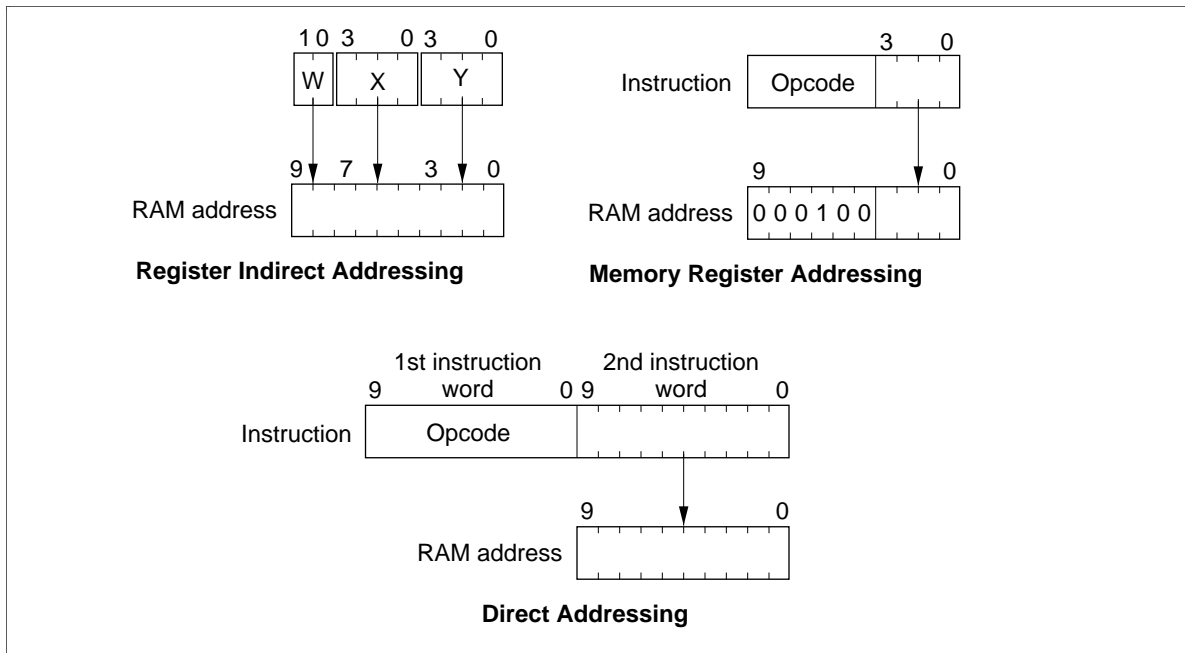 1 0 3 0 3 0
W X Y
9 7 3 0
RAM address
Register Indirect Addressing
3 0
Instruction Opcode
9 0
RAM address 0 0 0 1 0 0
Memory Register Addressing
1st instruction word
2nd instruction word
9 0 9 0
Instruction Opcode
9 0
RAM address
Direct Addressing